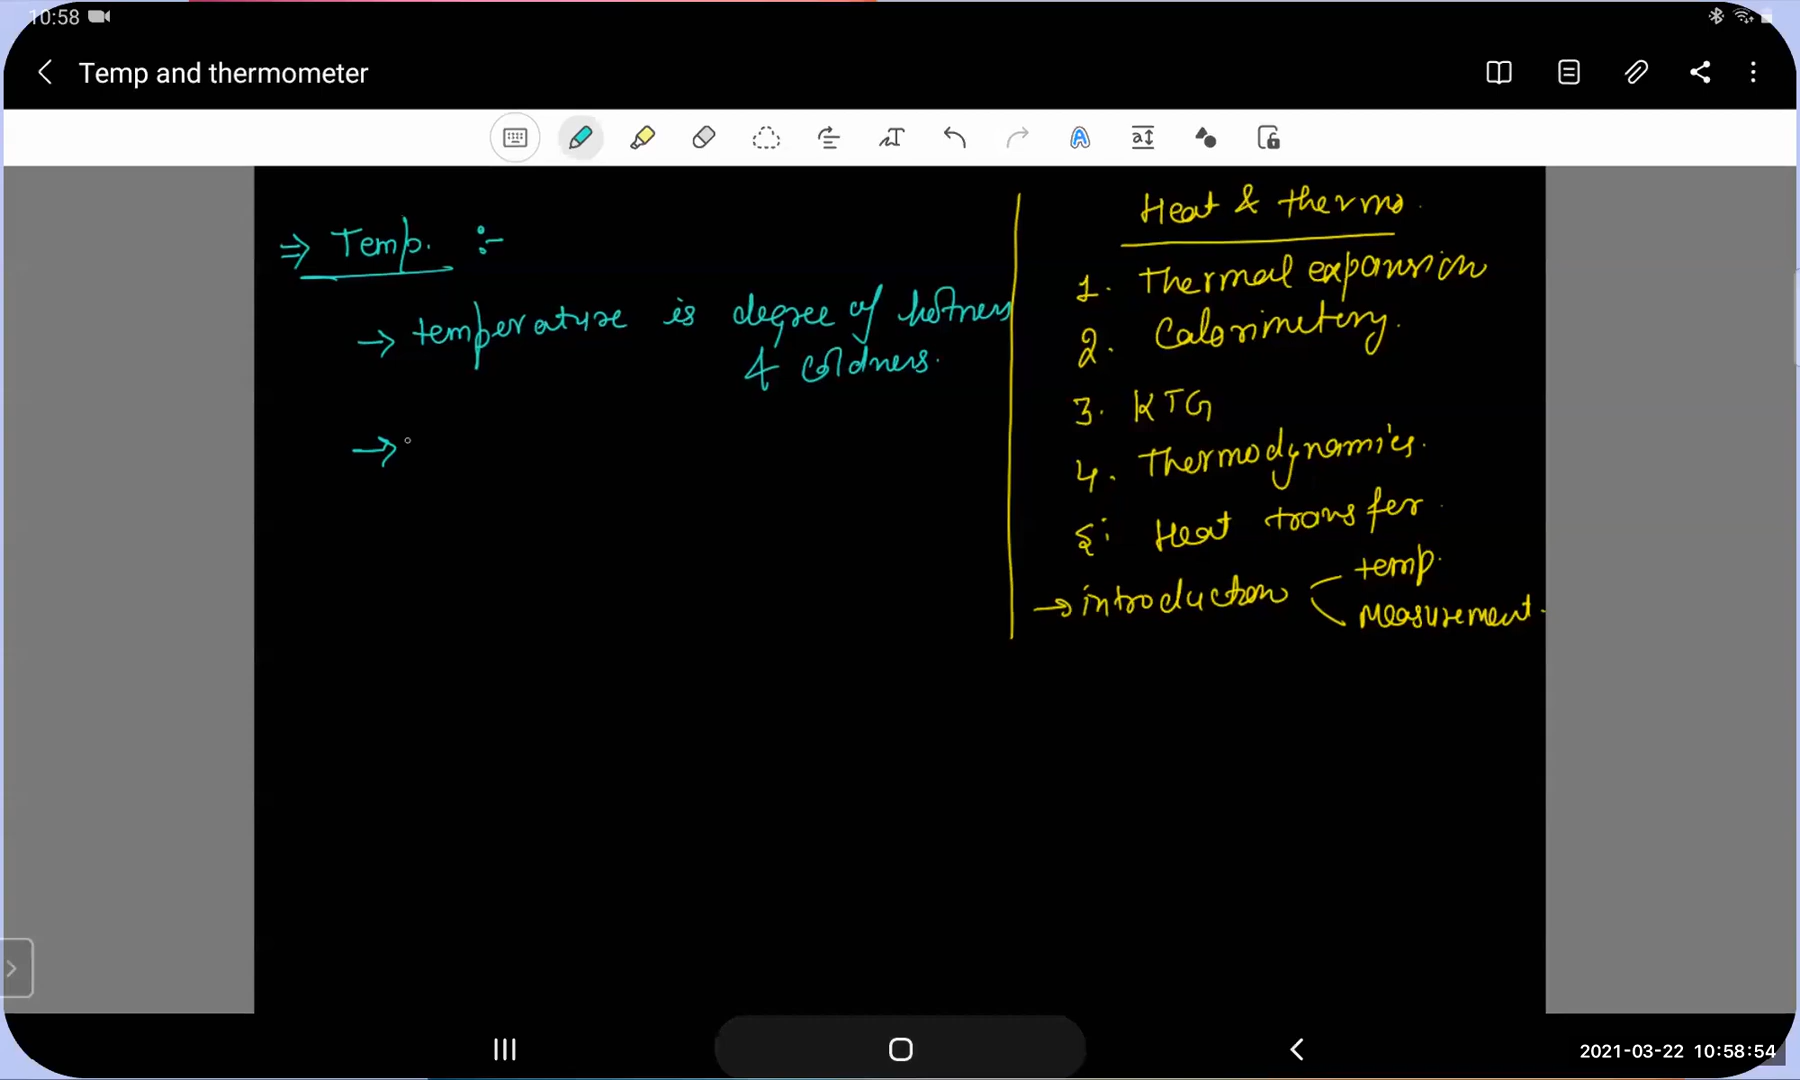 10:58
Temp and thermometer
⇒ Temp. :-
→ temperature is degree of hotness
& coldness.
→
Heat & thermo.
1. Thermal expansion
2. Calorimetery.
3. KTG
4. Thermodynamics.
5: Heat transfer
→ introduction
temp.
measurement.
2021-03-22 10:58:54